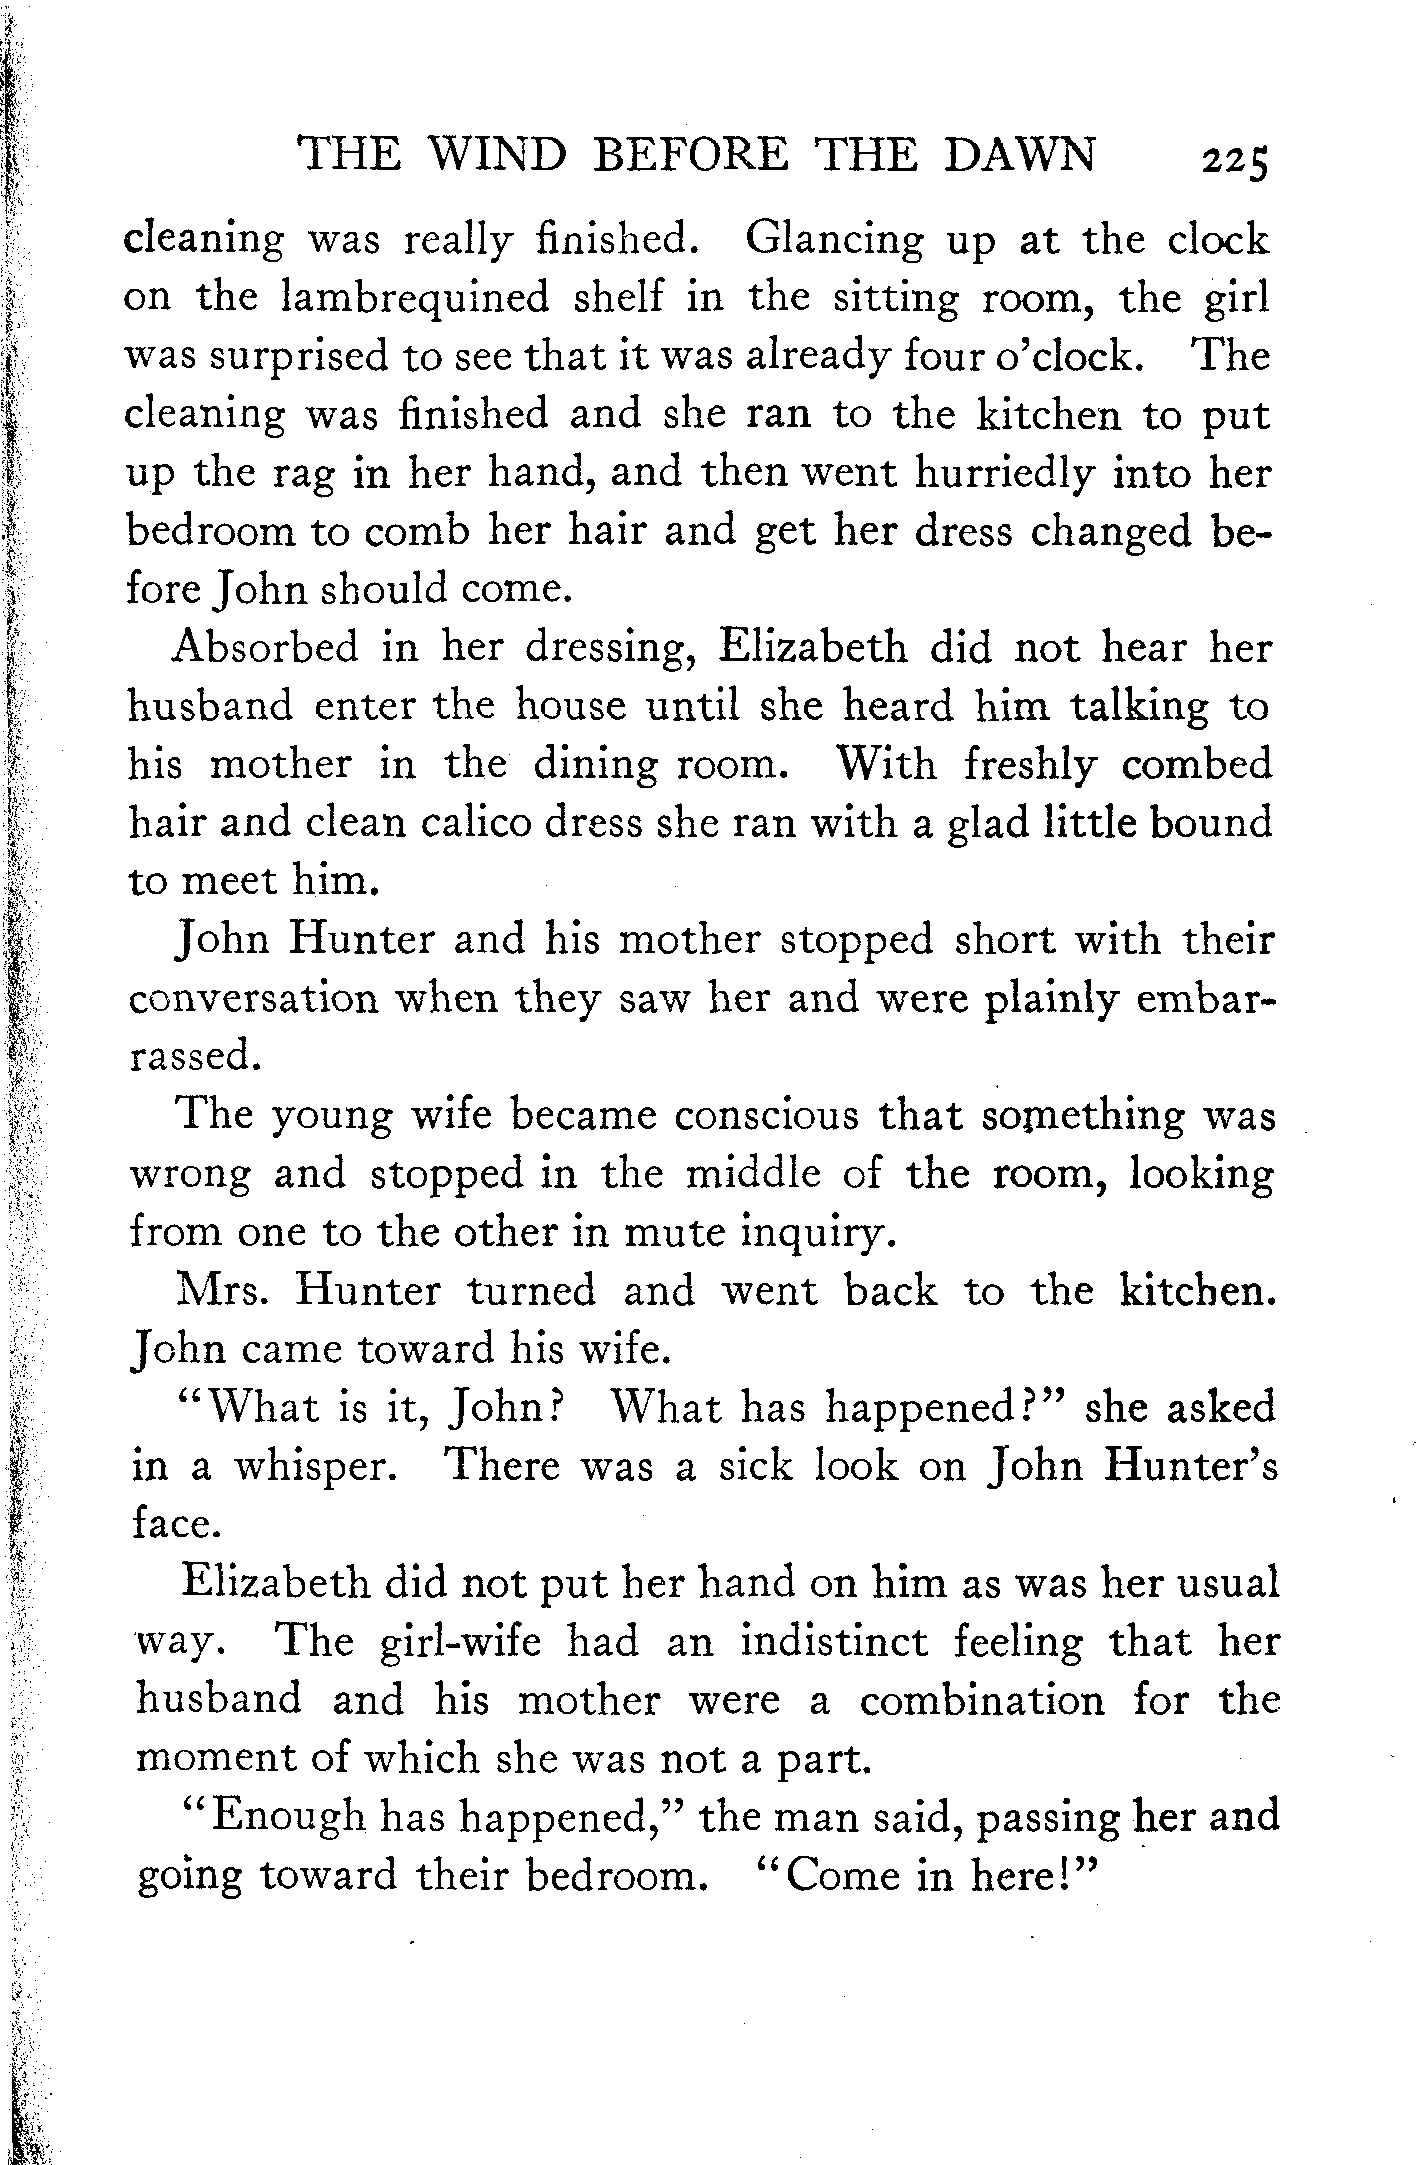 THE WIND BEFORE THE DAWN 225
cleaning was really finished. Glancing up at the clock
on the lambrequined shelf in the sitting room, the girl
was surprised to see that it was already four o'clock. The
cleaning was finished and she ran to the kitchen to put
up the rag in her hand, and then went hurriedly into her
bedroom to comb her hair and get her dress changed be-
fore John should come.
Absorbed in her dressing, Elizabeth did not hear her
husband enter the house until she heard him talking to
his mother in the dining room. With freshly combed
hair and clean calico dress she ran with a glad little bound
to meet him.
John Hunter and his mother stopped short with their
conversation when they saw her and were plainly embar-
rassed.
The young wife became conscious that something was
wrong and stopped in the middle of the room, looking
from one to the other in mute inquiry.
Mrs. Hunter turned and went back to the kitchen.
John came toward his wife.
"What is it, John? What has happened?" she asked
in a whisper. There was a sick look on John Hunter's
face.
Elizabeth did not put her hand on him as was her usual
way. The girl-wife had an indistinct feeling that her
husband and his mother were a combination for the
moment of which she was not a part.
"Enough has happened," the man said, passing her and
going toward their bedroom. "Come in here!"